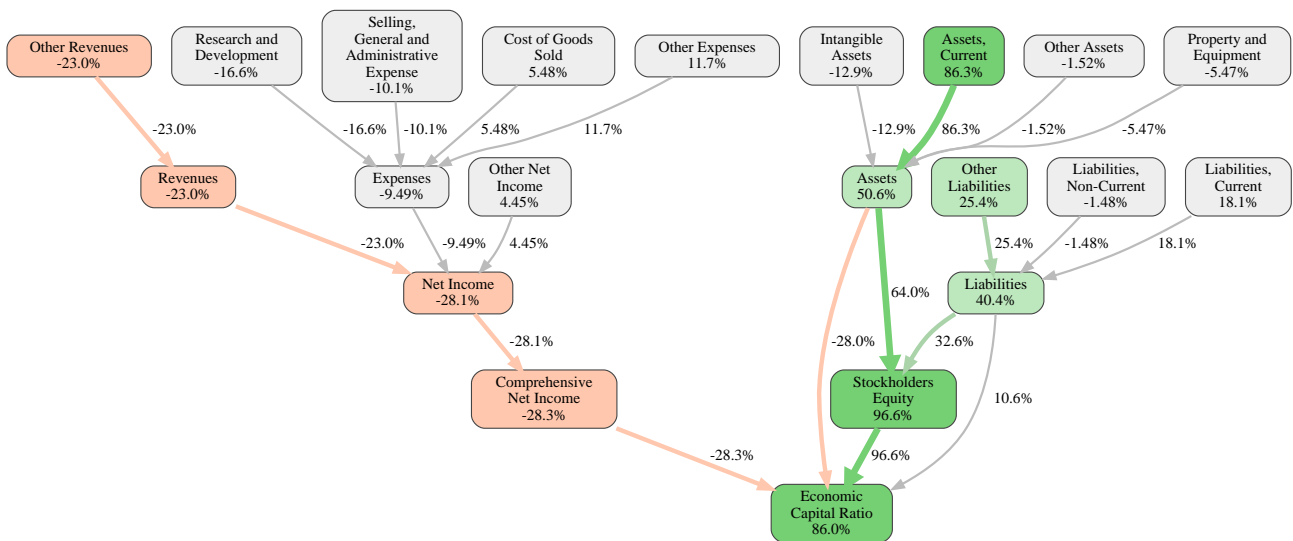 Other Revenues
-23.0%
Research and
Development
-16.6%
Selling,
General and
Administrative
Expense
-10.1%
Cost of Goods
Sold
5.48%
Other Expenses
11.7%
Intangible
Assets
-12.9%
Assets,
Current
86.3%
Other Assets
-1.52%
Property and
Equipment
-5.47%
-23.0%
-16.6%
-10.1%
5.48%
11.7%
-12.9%
86.3%
-1.52%
-5.47%
Revenues
-23.0%
Expenses
-9.49%
Other Net
Income
4.45%
Assets
50.6%
Other
Liabilities
25.4%
Liabilities,
Non-Current
-1.48%
Liabilities,
Current
18.1%
-23.0%
-9.49%
4.45%
25.4%
-1.48%
18.1%
Net Income
-28.1%
64.0%
Liabilities
40.4%
-28.1%
-28.0%
32.6%
Comprehensive
Net Income
-28.3%
Stockholders
Equity
96.6%
10.6%
-28.3%
96.6%
Economic
Capital Ratio
86.0%